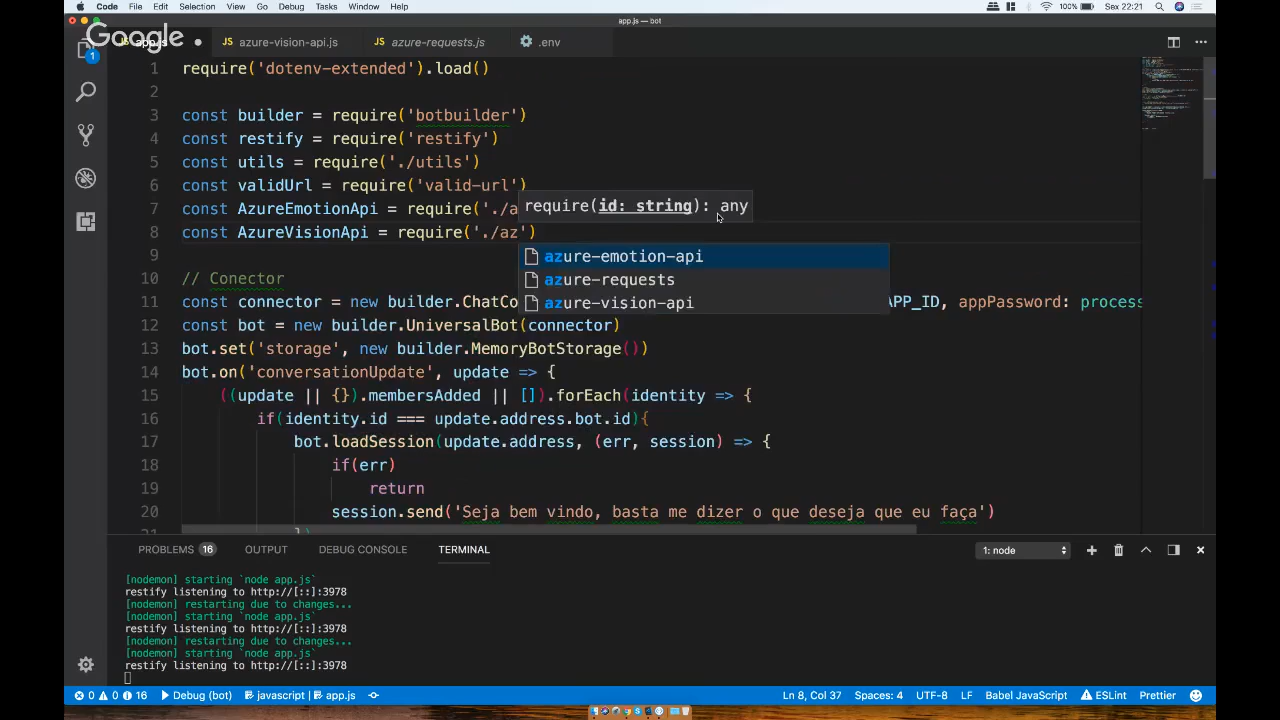 Code File Edit Selection View Go Debug Tasks Window Help 100% Sex 22:21
app.js — bot
Google
app.js azure-vision-api.js azure-requests.js .env
1 require('dotenv-extended').load()
2
3 const builder = require('botbuilder')
4 const restify = require('restify')
5 const utils = require('./utils')
6 const validUrl = require('valid-url')
require(id: string): any
7 const AzureEmotionApi = require('./a
8 const AzureVisionApi = require('./az')
9
azure-emotion-api
azure-requests
azure-vision-api
10 // Conector
11 const connector = new builder.ChatCo APP_ID, appPassword: process
12 const bot = new builder.UniversalBot(connector)
13 bot.set('storage', new builder.MemoryBotStorage())
14 bot.on('conversationUpdate', update => {
15 ((update || {}).membersAdded || []).forEach(identity => {
16 if(identity.id === update.address.bot.id){
17 bot.loadSession(update.address, (err, session) => {
18 if(err)
19 return
20 session.send('Seja bem vindo, basta me dizer o que deseja que eu faça')
21 })
PROBLEMS 16 OUTPUT DEBUG CONSOLE TERMINAL 1: node
[nodemon] starting `node app.js`
restify listening to http://[::]:3978
[nodemon] restarting due to changes...
[nodemon] starting `node app.js`
restify listening to http://[::]:3978
[nodemon] restarting due to changes...
[nodemon] starting `node app.js`
restify listening to http://[::]:3978
0 0 16 Debug (bot) javascript | app.js Ln 8, Col 37 Spaces: 4 UTF-8 LF Babel JavaScript ESLint Prettier